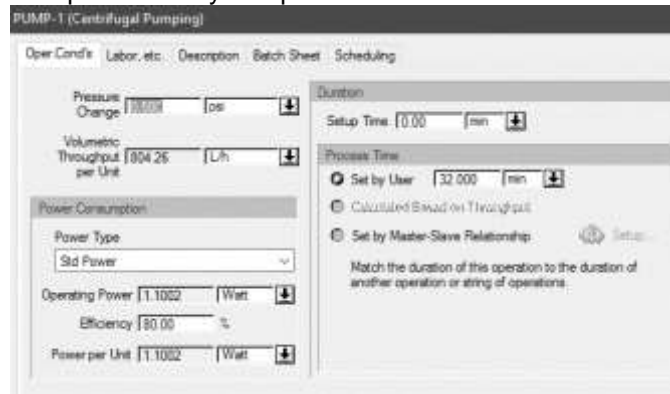 PUMP-1 (Centrifugal Pumping)
Oper.Cond's Labor, etc. Description Batch Sheet Scheduling
Pressure Change psi
Volumetric Throughput per Unit 804.26 L/h
Power Consumption
Power Type
Std Power
Operating Power 1.1002 Watt
Efficiency 80.00 %
Power per Unit 1.1002 Watt
Duration
Setup Time 0.00 min
Process Time
Set by User 32.000 min
Calculated Based on Throughput
Set by Master-Slave Relationship Setup...
Match the duration of this operation to the duration of
another operation or string of operations.